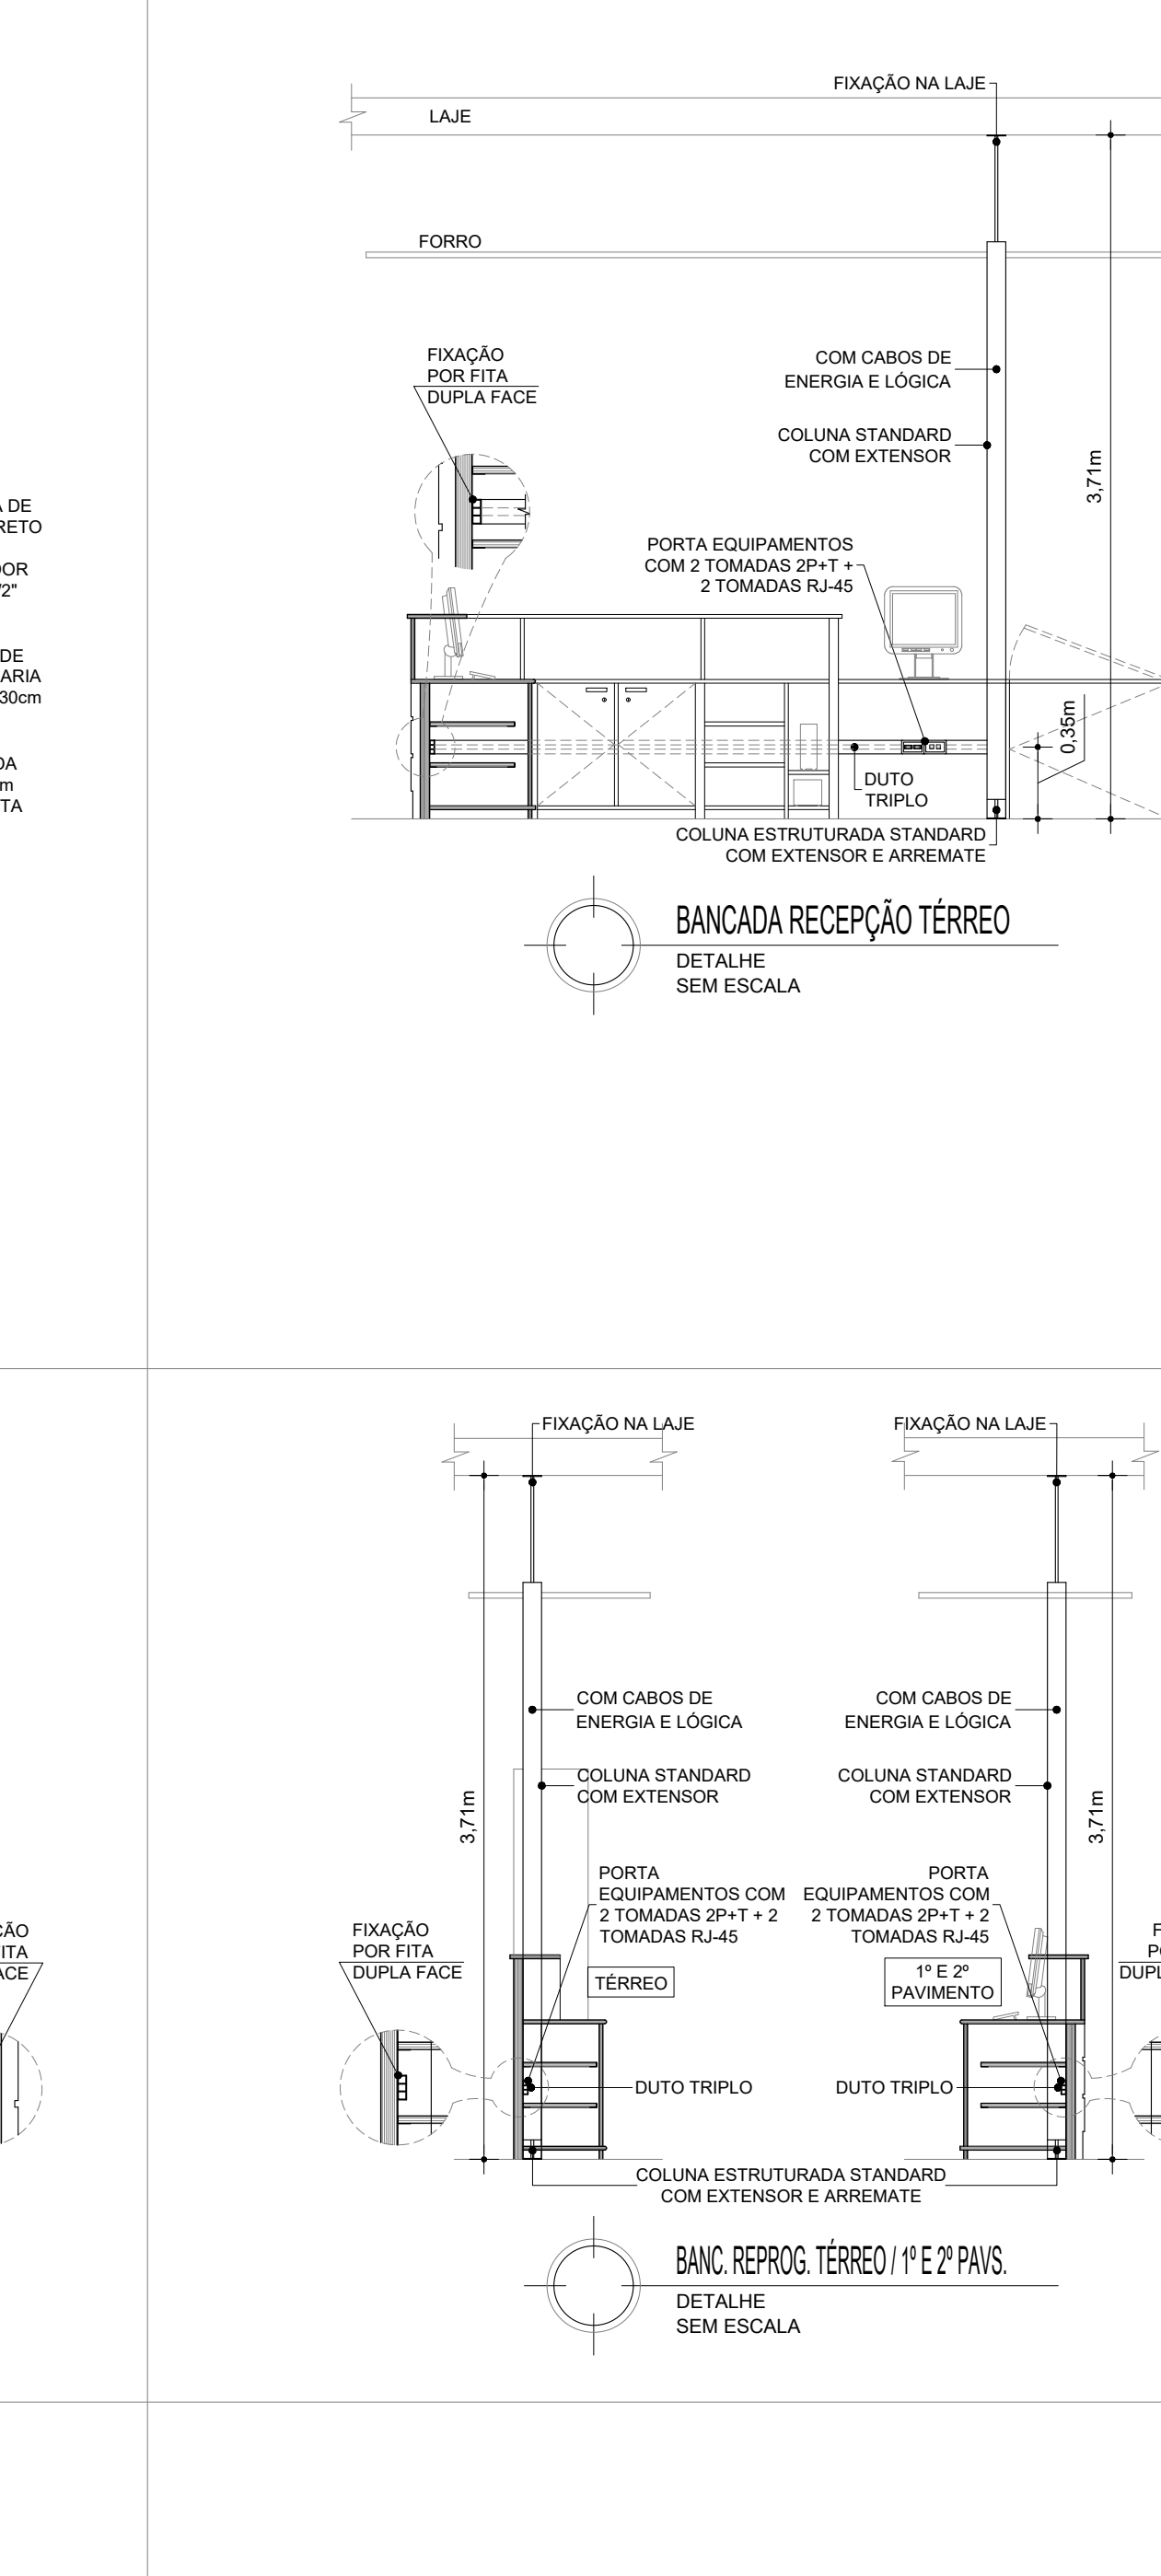 FIXAÇÃO NA LAJE
LAJE
FORRO
FIXAÇÃO
POR FITA
DUPLA FACE
COM CABOS DE
ENERGIA E LÓGICA
COLUNA STANDARD
COM EXTENSOR
3,71m
PORTA EQUIPAMENTOS
COM 2 TOMADAS 2P+T +
2 TOMADAS RJ-45
0,35m
DUTO
TRIPLO
COLUNA ESTRUTURADA STANDARD
COM EXTENSOR E ARREMATE
BANCADA RECEPÇÃO TÉRREO
DETALHE
SEM ESCALA
DE
DE
30cm
FIXAÇÃO NA LAJE
COM CABOS DE
ENERGIA E LÓGICA
COLUNA STANDARD
COM EXTENSOR
3,71m
PORTA
EQUIPAMENTOS COM
2 TOMADAS 2P+T + 2
TOMADAS RJ-45
FIXAÇÃO
POR FITA
DUPLA FACE
TÉRREO
DUTO TRIPLO
FIXAÇÃO NA LAJE
COM CABOS DE
ENERGIA E LÓGICA
COLUNA STANDARD
COM EXTENSOR
3,71m
PORTA
EQUIPAMENTOS COM
2 TOMADAS 2P+T + 2
TOMADAS RJ-45
1º E 2º
PAVIMENTO
DUTO TRIPLO
COLUNA ESTRUTURADA STANDARD
COM EXTENSOR E ARREMATE
BANC. REPROG. TÉRREO / 1º E 2º PAVS.
DETALHE
SEM ESCALA